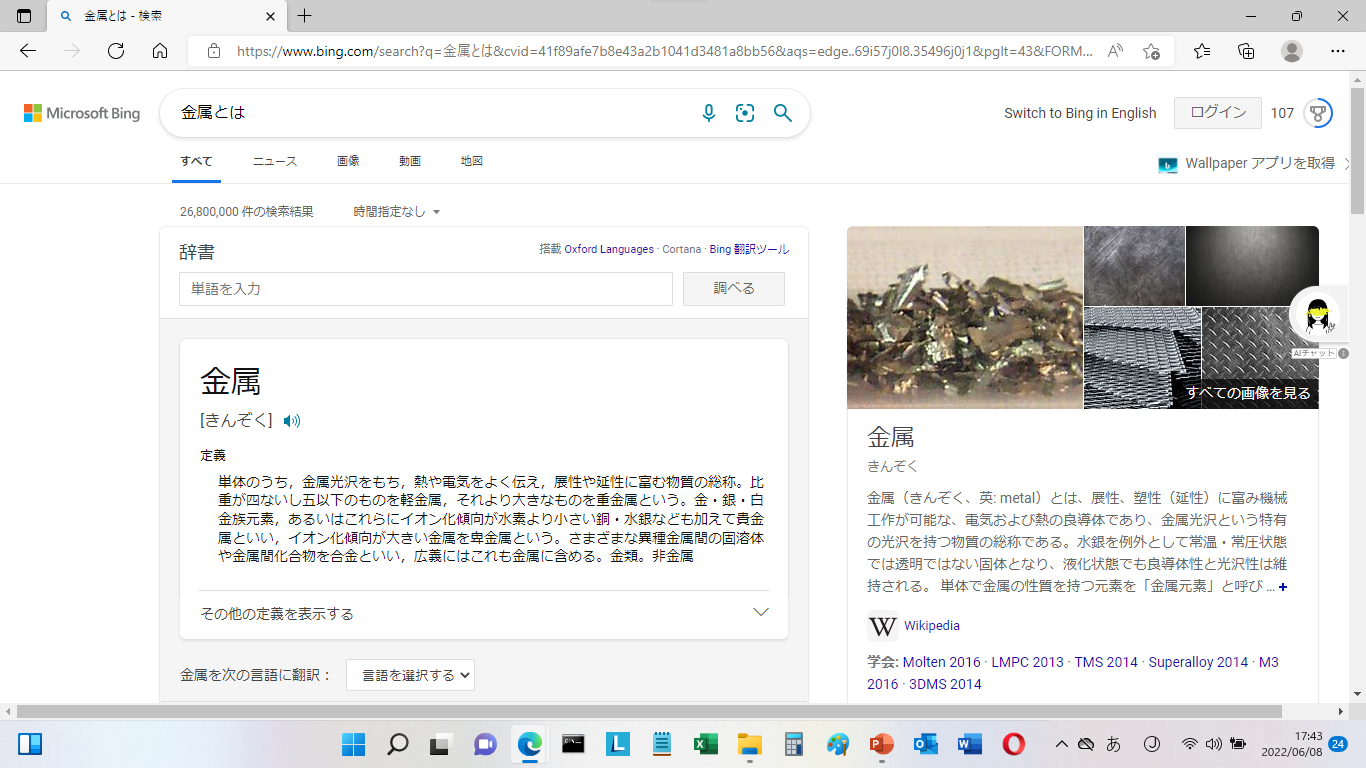 金属とは - 検索
https://www.bing.com/search?q=金属とは&cvid=41f89afe7b8e43a2b1041d3481a8bb56&aqs=edge..69i57j0l8.35496j0j1&pglt=43&FORM...
Microsoft Bing
金属とは
Switch to Bing in English
ログイン
107
すべて
ニュース
画像
動画
地図
Wallpaper アプリを取得
26,800,000 件の検索結果
時間指定なし
辞書
搭載 Oxford Languages · Cortana · Bing 翻訳ツール
単語を入力
調べる
金属
[きんぞく]
定義
単体のうち，金属光沢をもち，熱や電気をよく伝え，展性や延性に富む物質の総称。比
重が四ないし五以下のものを軽金属，それより大きなものを重金属という。金・銀・白
金族元素，あるいはこれらにイオン化傾向が水素より小さい銅・水銀なども加えて貴金
属といい，イオン化傾向が大きい金属を卑金属という。さまざまな異種金属間の固溶体
や金属間化合物を合金といい，広義にはこれも金属に含める。金類。非金属
その他の定義を表示する
金属を次の言語に翻訳：
言語を選択する
すべての画像を見る
AIチャット
金属
きんぞく
金属（きんぞく、英: metal）とは、展性、塑性（延性）に富み機械
工作が可能な、電気および熱の良導体であり、金属光沢という特有
の光沢を持つ物質の総称である。水銀を例外として常温・常圧状態
では透明ではない固体となり、液化状態でも良導体性と光沢性は維
持される。 単体で金属の性質を持つ元素を「金属元素」と呼び ... +
W Wikipedia
学会: Molten 2016 · LMPC 2013 · TMS 2014 · Superalloy 2014 · M3
2016 · 3DMS 2014
あ
17:43
2022/06/08
24